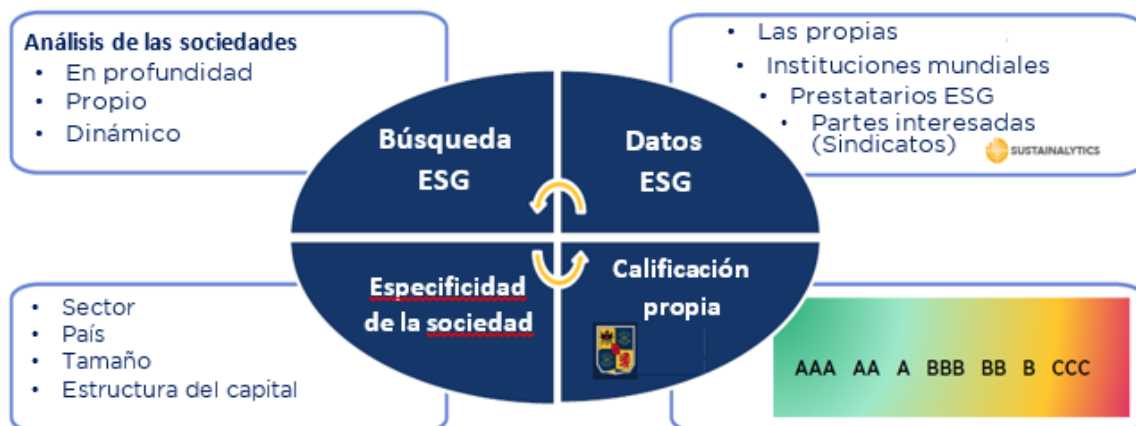 Análisis de las sociedades
• En profundidad
• Propio
• Dinámico
• Las propias
• Instituciones mundiales
• Prestatarios ESG
• Partes interesadas
(Sindicatos)
SUSTAINALYTICS
Búsqueda
ESG
Datos
ESG
Especificidad
de la sociedad
Calificación
propia
• Sector
• País
• Tamaño
• Estructura del capital
AAA AA A BBB BB B CCC